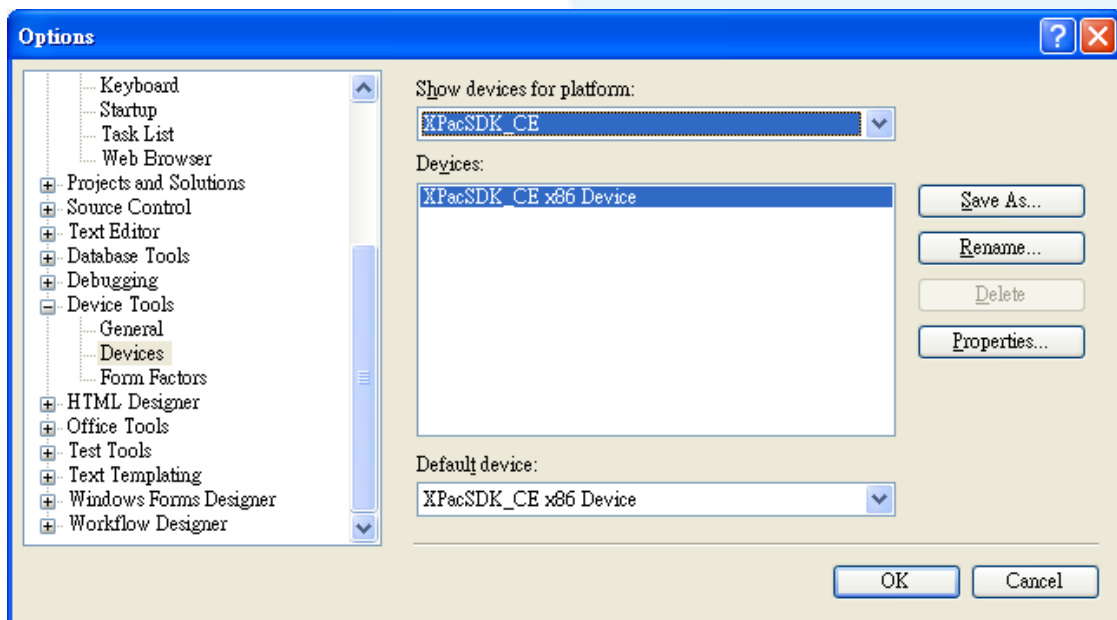 Options
Keyboard
Startup
Task List
Web Browser
Projects and Solutions
Source Control
Text Editor
Database Tools
Debugging
Device Tools
General
Devices
Form Factors
HTML Designer
Office Tools
Test Tools
Text Templating
Windows Forms Designer
Workflow Designer
Show devices for platform:
XPacSDK_CE
Devices:
XPacSDK_CE x86 Device
Save As...
Rename...
Delete
Properties...
Default device:
XPacSDK_CE x86 Device
OK
Cancel